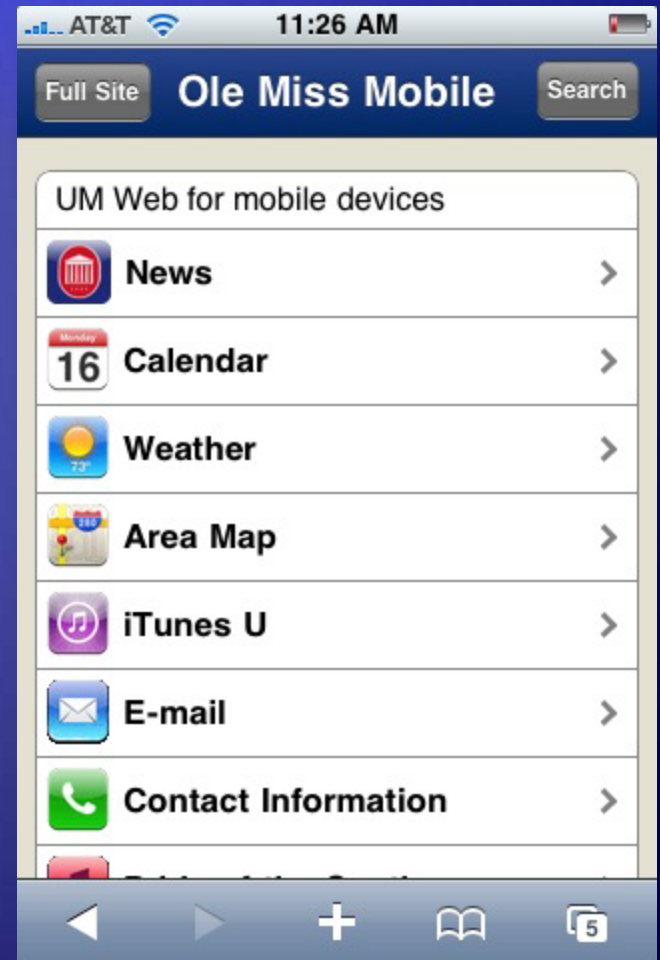 AT&T 11:26 AM
Full Site Ole Miss Mobile Search
UM Web for mobile devices
News
Monday
16 Calendar
73°
Weather
280
Area Map
iTunes U
E-mail
Contact Information
5